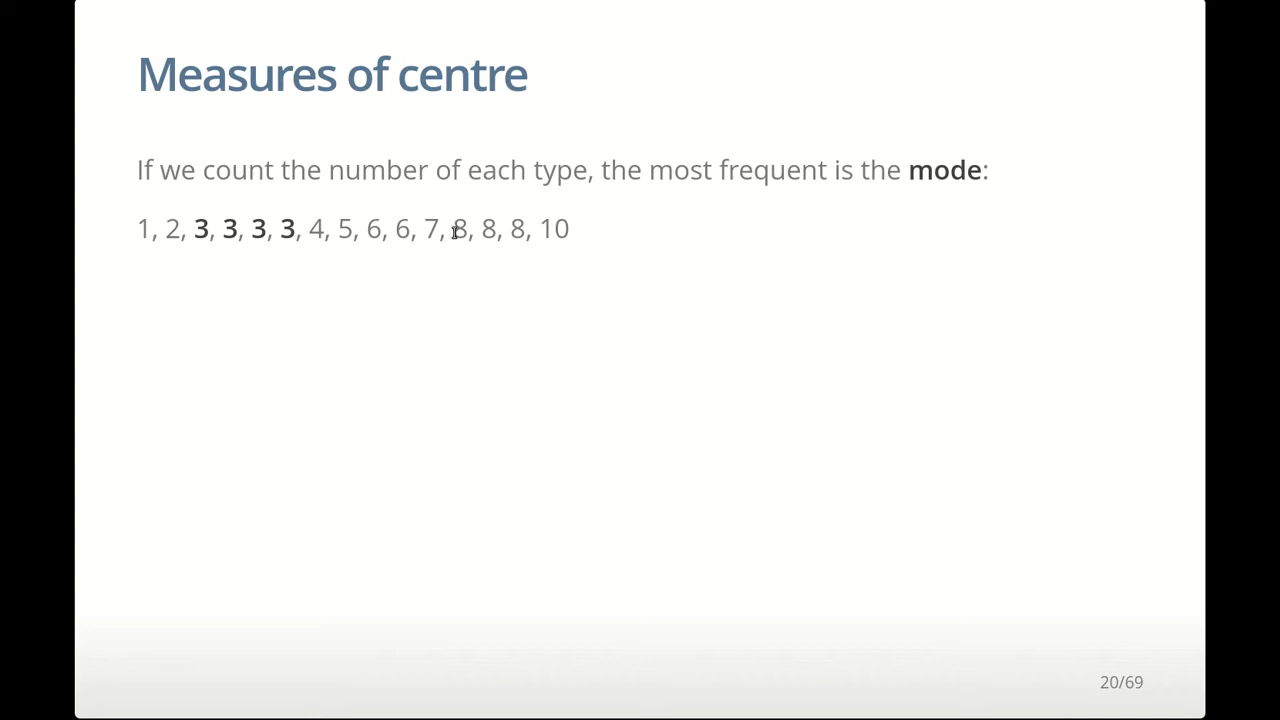 Measures of centre
If we count the number of each type, the most frequent is the mode:
1, 2, 3, 3, 3, 3, 4, 5, 6, 6, 7, 8, 8, 8, 10
20/69